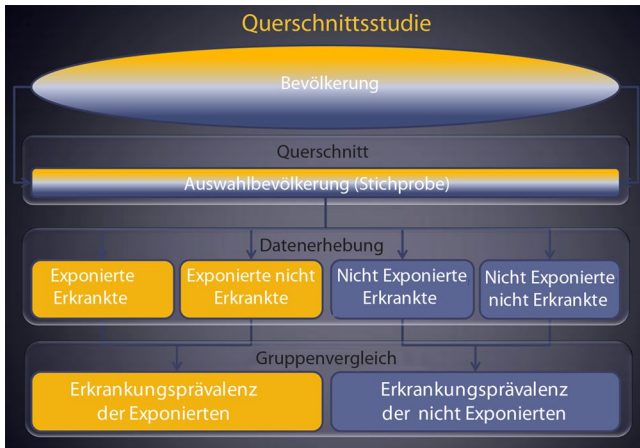 Querschnittsstudie
Bevölkerung
Querschnitt
Auswahlbevölkerung (Stichprobe)
Datenerhebung
Exponierte
Erkrankte
Exponierte nicht
Erkrankte
Nicht Exponierte
Erkrankte
Nicht Exponierte
nicht Erkrankte
Gruppenvergleich
Erkrankungsprävalenz
der Exponierten
Erkrankungsprävalenz
der nicht Exponierten